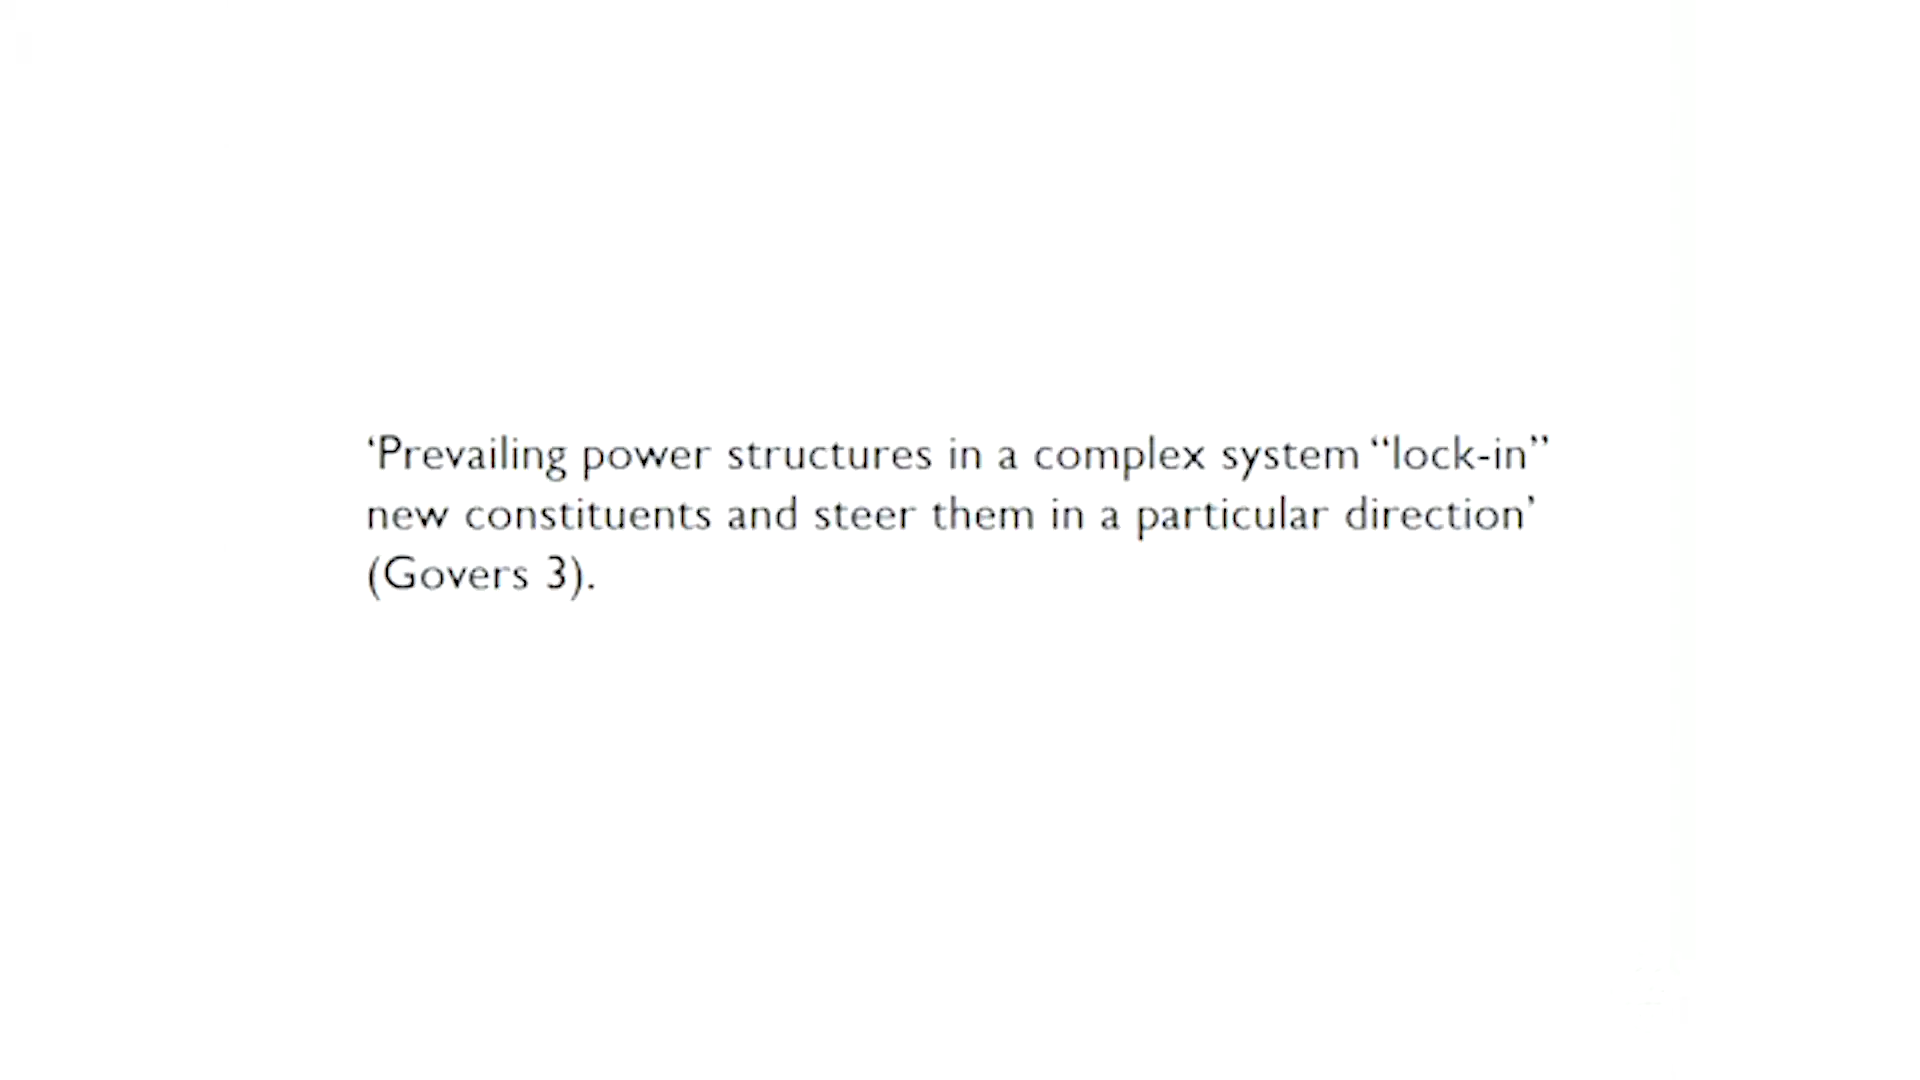 ‘Prevailing power structures in a complex system “lock-in”
new constituents and steer them in a particular direction’
(Govers 3).